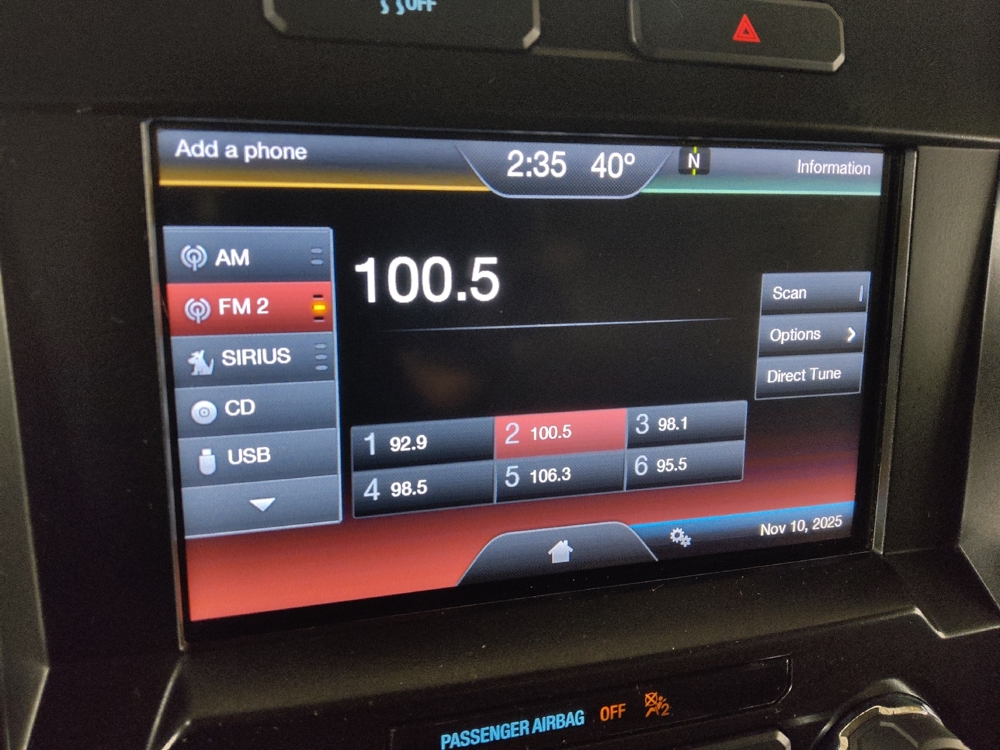 OFF
Add a phone
2:35 40°
N
Information
AM
FM 2
SIRIUS
CD
USB
100.5
Scan
Options
Direct Tune
1 92.9
2 100.5
3 98.1
4 98.5
5 106.3
6 95.5
Nov 10, 2025
PASSENGER AIRBAG OFF 2